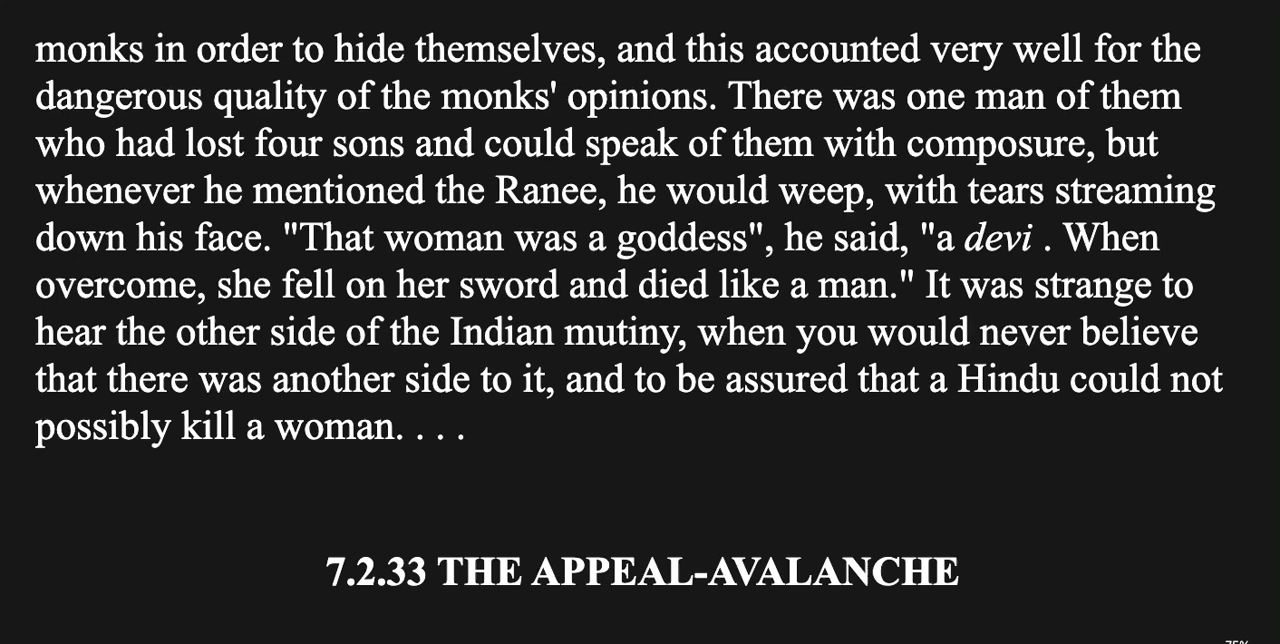 monks in order to hide themselves, and this accounted very well for the
dangerous quality of the monks' opinions. There was one man of them
who had lost four sons and could speak of them with composure, but
whenever he mentioned the Ranee, he would weep, with tears streaming
down his face. "That woman was a goddess", he said, "a devi . When
overcome, she fell on her sword and died like a man." It was strange to
hear the other side of the Indian mutiny, when you would never believe
that there was another side to it, and to be assured that a Hindu could not
possibly kill a woman. . . .
7.2.33 THE APPEAL-AVALANCHE